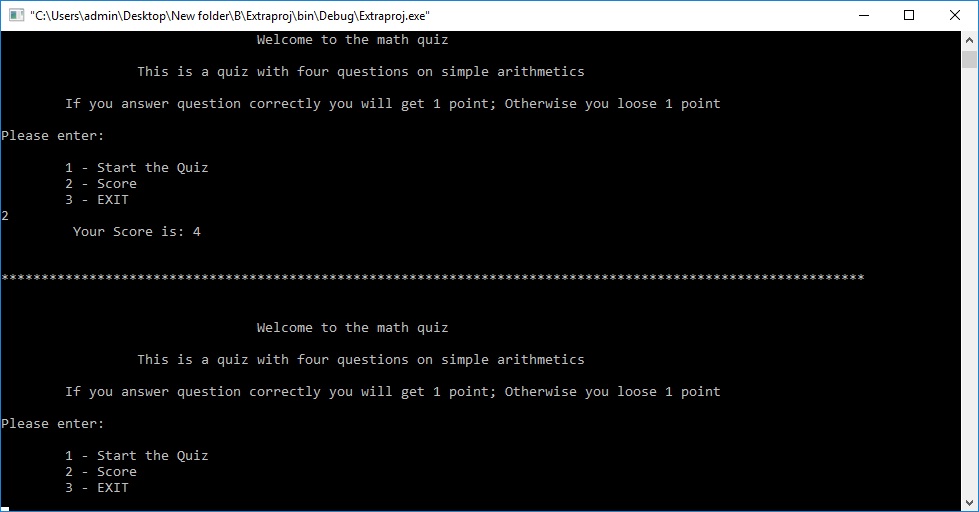 "C:\Users\admin\Desktop\New folder\B\Extraproj\bin\Debug\Extraproj.exe"
Welcome to the math quiz
This is a quiz with four questions on simple arithmetics
If you answer question correctly you will get 1 point; Otherwise you loose 1 point
Please enter:
1 - Start the Quiz
2 - Score
3 - EXIT
2
Your Score is: 4
************************************************************************************************************
Welcome to the math quiz
This is a quiz with four questions on simple arithmetics
If you answer question correctly you will get 1 point; Otherwise you loose 1 point
Please enter:
1 - Start the Quiz
2 - Score
3 - EXIT